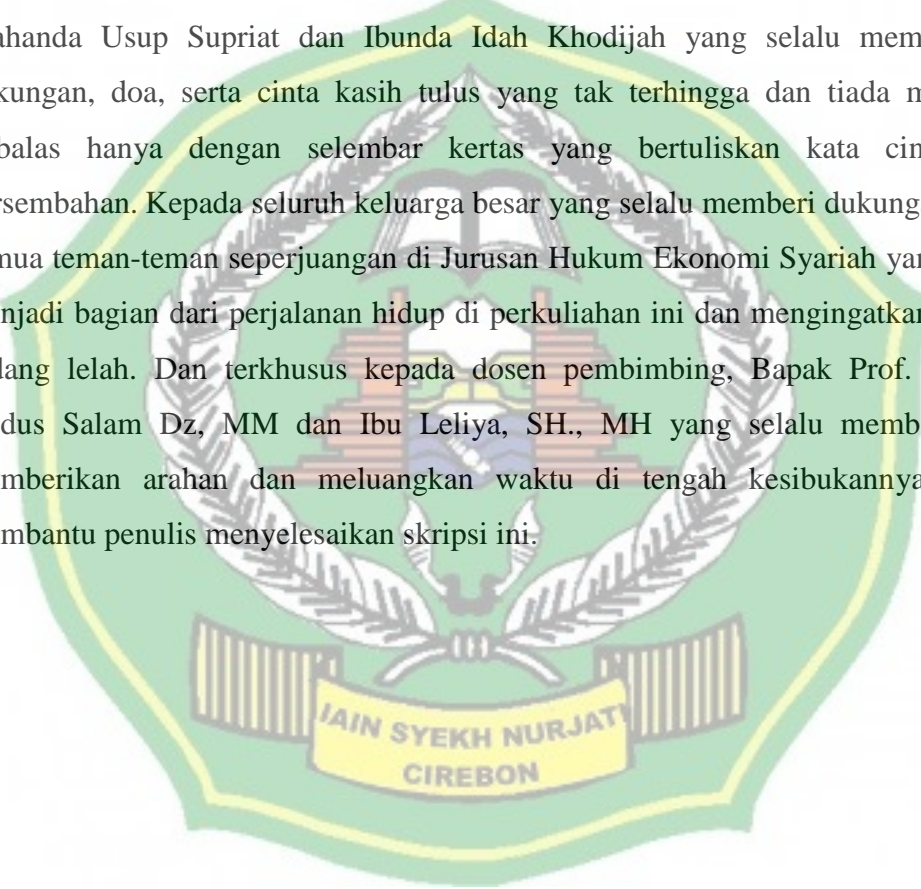 ahanda Usup Supriat dan Ibunda Idah Khodijah yang selalu mem
kungan, doa, serta cinta kasih tulus yang tak terhingga dan tiada m
balas hanya dengan selembar kertas yang bertuliskan kata cin
rsembahan. Kepada seluruh keluarga besar yang selalu memberi dukung
mua teman-teman seperjuangan di Jurusan Hukum Ekonomi Syariah yan
njadi bagian dari perjalanan hidup di perkuliahan ini dan mengingatkan
dang lelah. Dan terkhusus kepada dosen pembimbing, Bapak Prof.
dus Salam Dz, MM dan Ibu Leliya, SH., MH yang selalu memb
mberikan arahan dan meluangkan waktu di tengah kesibukannya
mbantu penulis menyelesaikan skripsi ini.
IAIN SYEKH NURJATI
CIREBON